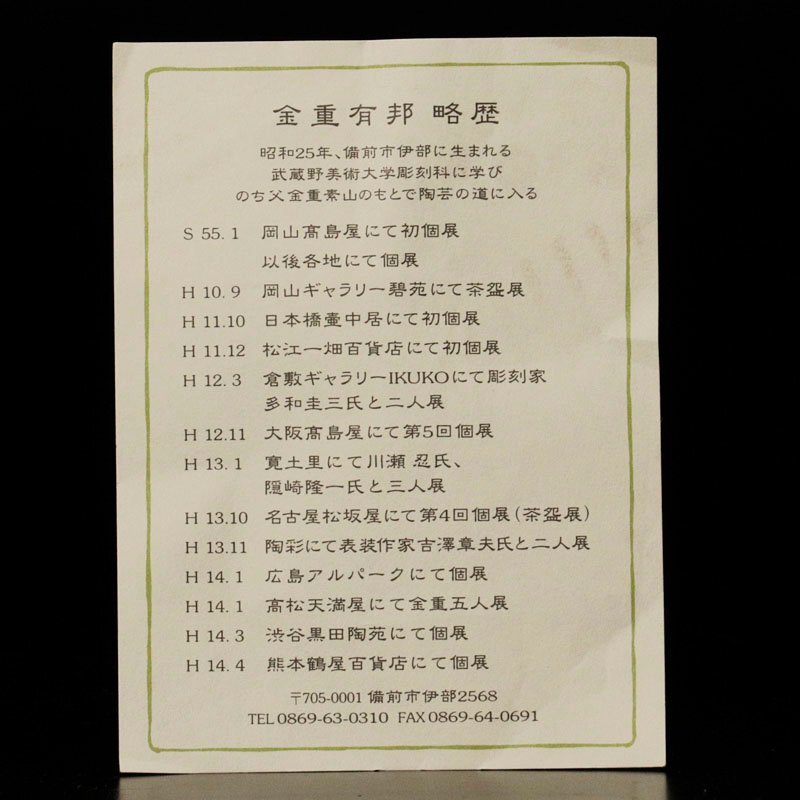 金重有邦 略歴
昭和25年、備前市伊部に生まれる
武蔵野美術大学彫刻科に学び
のち父金重素山のもとで陶芸の道に入る
S 55. 1 岡山髙島屋にて初個展
以後各地にて個展
H 10. 9 岡山ギャラリー碧苑にて茶盌展
H 11.10 日本橋壷中居にて初個展
H 11.12 松江一畑百貨店にて初個展
H 12. 3 倉敷ギャラリーIKUKOにて彫刻家
多和圭三氏と二人展
H 12.11 大阪髙島屋にて第5回個展
H 13. 1 寛土里にて川瀬 忍氏、
隠崎隆一氏と三人展
H 13.10 名古屋松坂屋にて第4回個展(茶盌展)
H 13.11 陶彩にて表装作家吉澤章夫氏と二人展
H 14. 1 広島アルパークにて個展
H 14. 1 高松天満屋にて金重五人展
H 14. 3 渋谷黒田陶苑にて個展
H 14. 4 熊本鶴屋百貨店にて個展
〒705-0001 備前市伊部2568
TEL 0869-63-0310 FAX 0869-64-0691